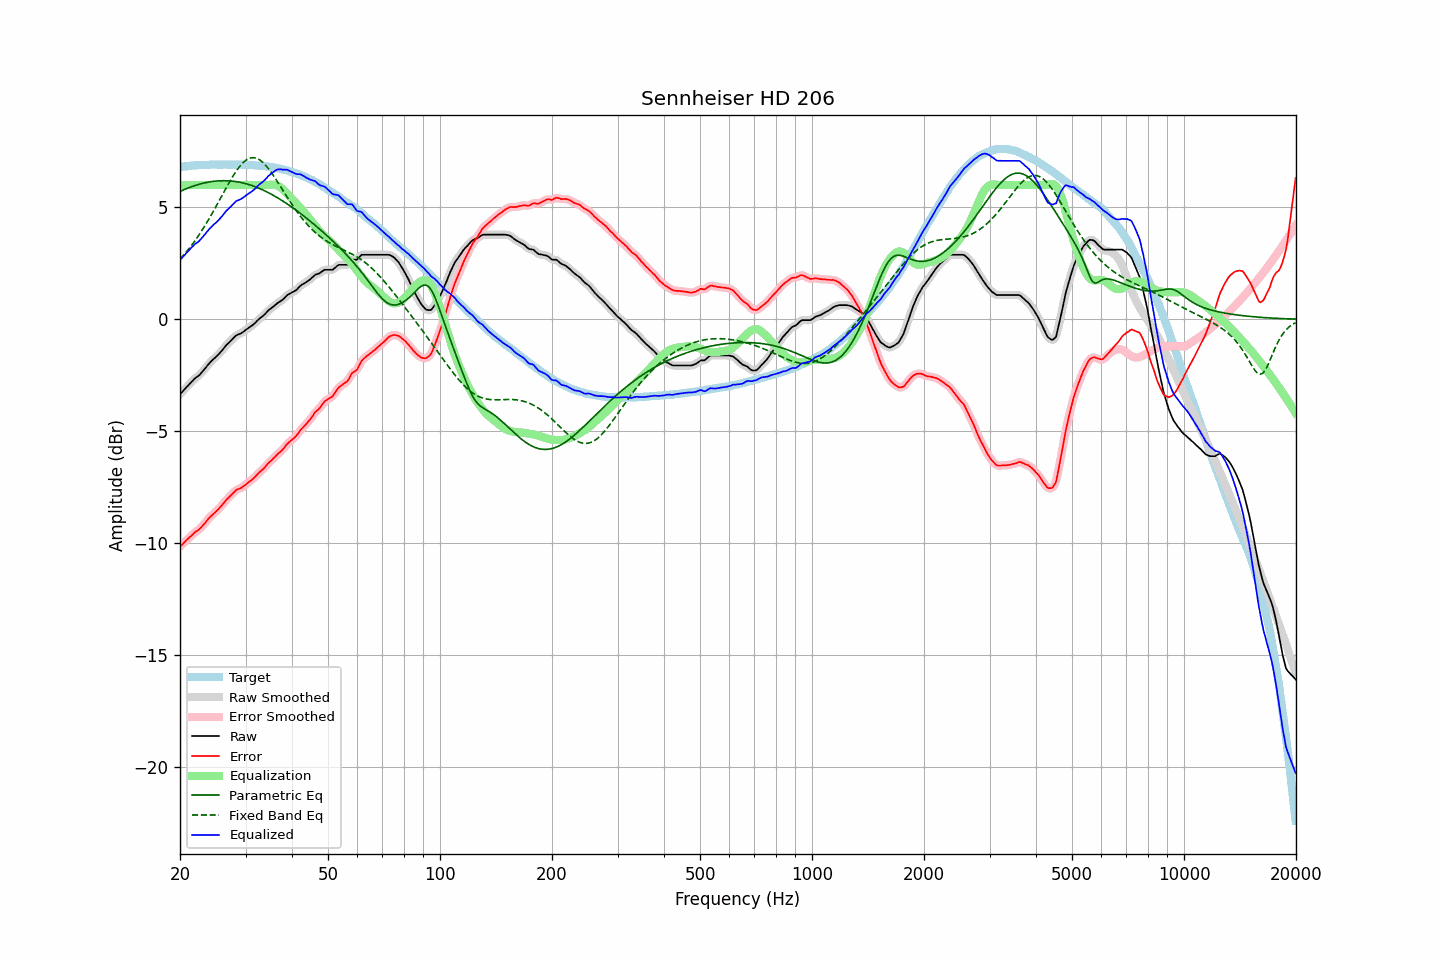 Sennheiser HD 206
Amplitude (dBr)
5
0
−5
−10
−15
−20
Target
Raw Smoothed
Error Smoothed
Raw
Error
Equalization
Parametric Eq
Fixed Band Eq
Equalized
20 50 100 200 500 1000 2000 5000 10000 20000
Frequency (Hz)